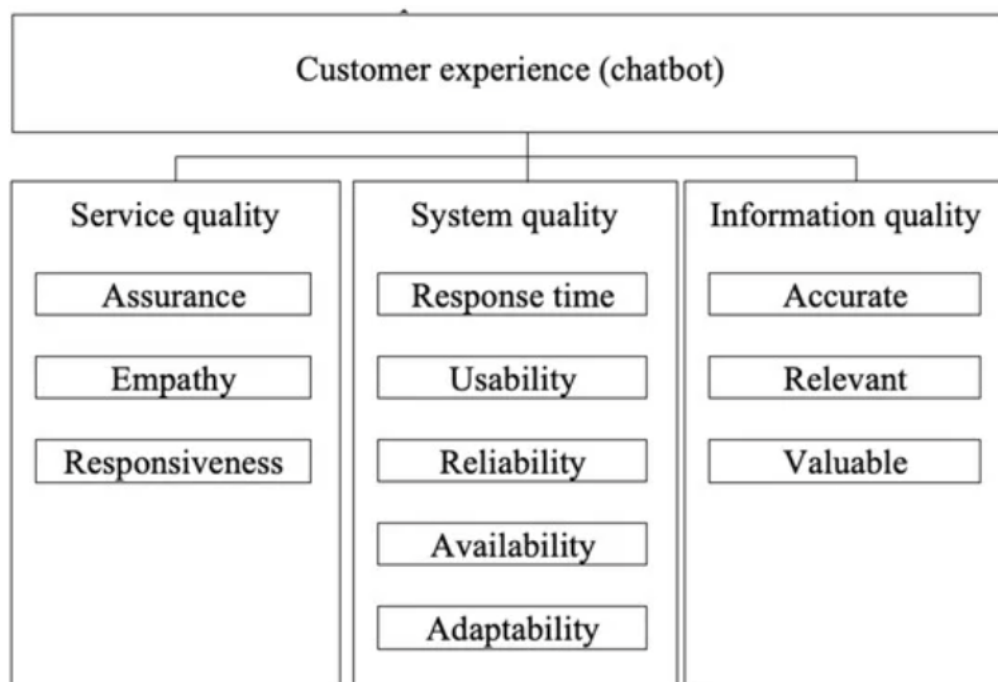 Customer experience (chatbot)
Service quality
Assurance
Empathy
Responsiveness
System quality
Response time
Usability
Reliability
Availability
Adaptability
Information quality
Accurate
Relevant
Valuable